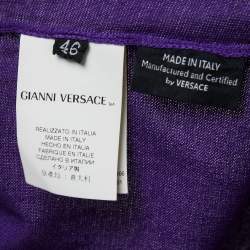 46
GIANNI VERSACE
REALIZZATO IN ITALIA
MADE IN ITALY
HECHO EN ITALIA
FABRIQUE EN ITALIE
СДЕЛАНО В ИТАЛИИ
イタリア製
MADE IN ITALY
Manufactured and Certified
by VERSACE